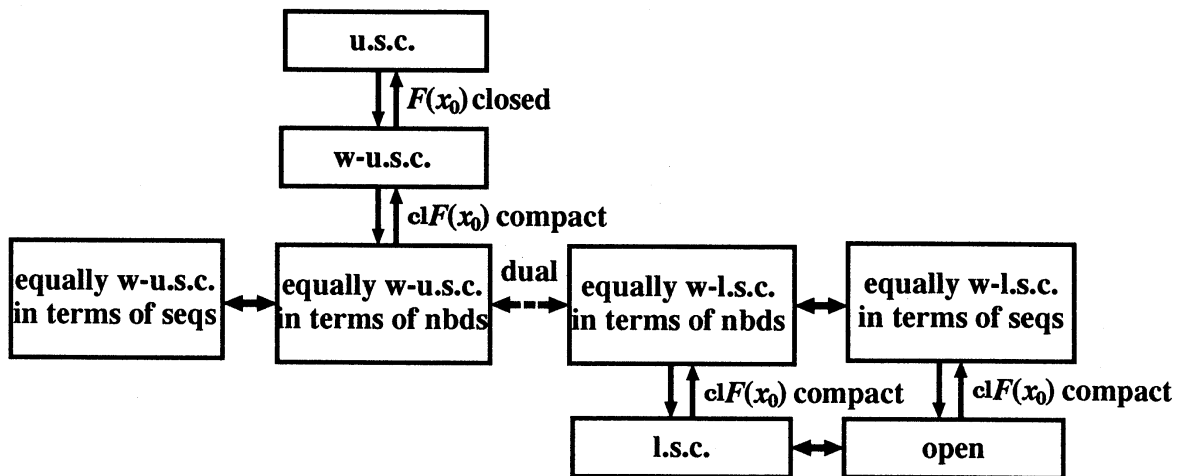 u.s.c.
F(x₀) closed
w-u.s.c.
clF(x₀) compact
equally w-u.s.c.
in terms of seqs
equally w-u.s.c.
in terms of nbds
dual
equally w-l.s.c.
in terms of nbds
equally w-l.s.c.
in terms of seqs
clF(x₀) compact
clF(x₀) compact
l.s.c.
open